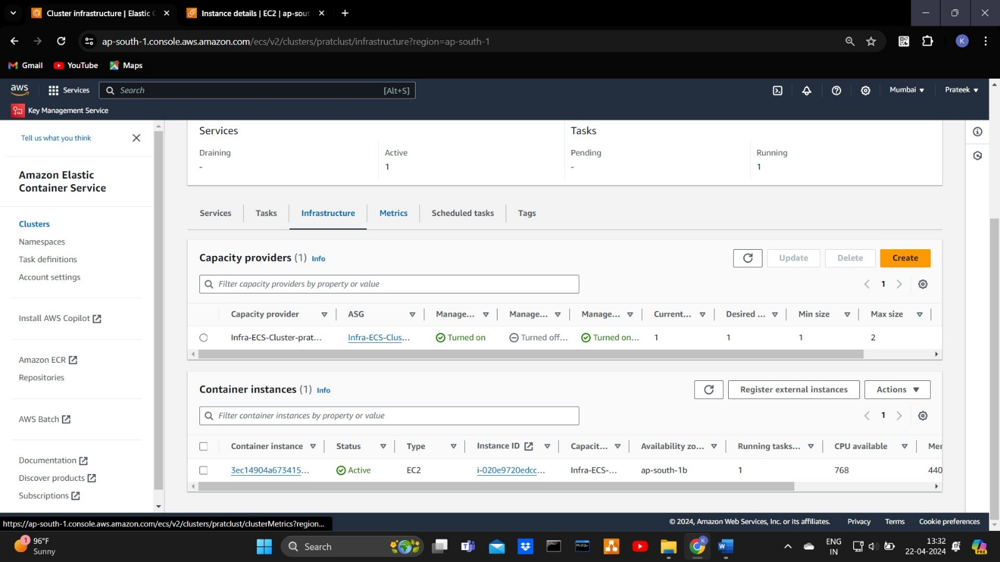 Cluster infrastructure | Elastic C
Instance details | EC2 | ap-sout
ap-south-1.console.aws.amazon.com/ecs/v2/clusters/pratclust/infrastructure?region=ap-south-1
K
Gmail
YouTube
Maps
aws
Services
Search
[Alt+S]
Mumbai
Prateek
Key Management Service
Tell us what you think
Amazon Elastic
Container Service
Clusters
Namespaces
Task definitions
Account settings
Install AWS Copilot
Amazon ECR
Repositories
AWS Batch
Documentation
Discover products
Subscriptions
Services
Tasks
Draining
Active
Pending
Running
-
1
-
1
Services
Tasks
Infrastructure
Metrics
Scheduled tasks
Tags
Capacity providers (1) Info
Update
Delete
Create
Filter capacity providers by property or value
1
Capacity provider
ASG
Manage...
Manage...
Manage...
Current...
Desired ...
Min size
Max size
Infra-ECS-Cluster-prat...
Infra-ECS-Clus...
Turned on
Turned off...
Turned on...
1
1
1
2
Container instances (1) Info
Register external instances
Actions
Filter container instances by property or value
1
Container instance
Status
Type
Instance ID
Capacit...
Availability zo...
Running tasks...
CPU available
Mer
3ec14904a673415...
Active
EC2
i-020e9720edcc...
Infra-ECS-...
ap-south-1b
1
768
440
https://ap-south-1.console.aws.amazon.com/ecs/v2/clusters/pratclust/clusterMetrics?region...
© 2024, Amazon Web Services, Inc. or its affiliates.
Privacy
Terms
Cookie preferences
1
96°F
Sunny
Search
K
ENG
IN
13:32
22-04-2024
PRE